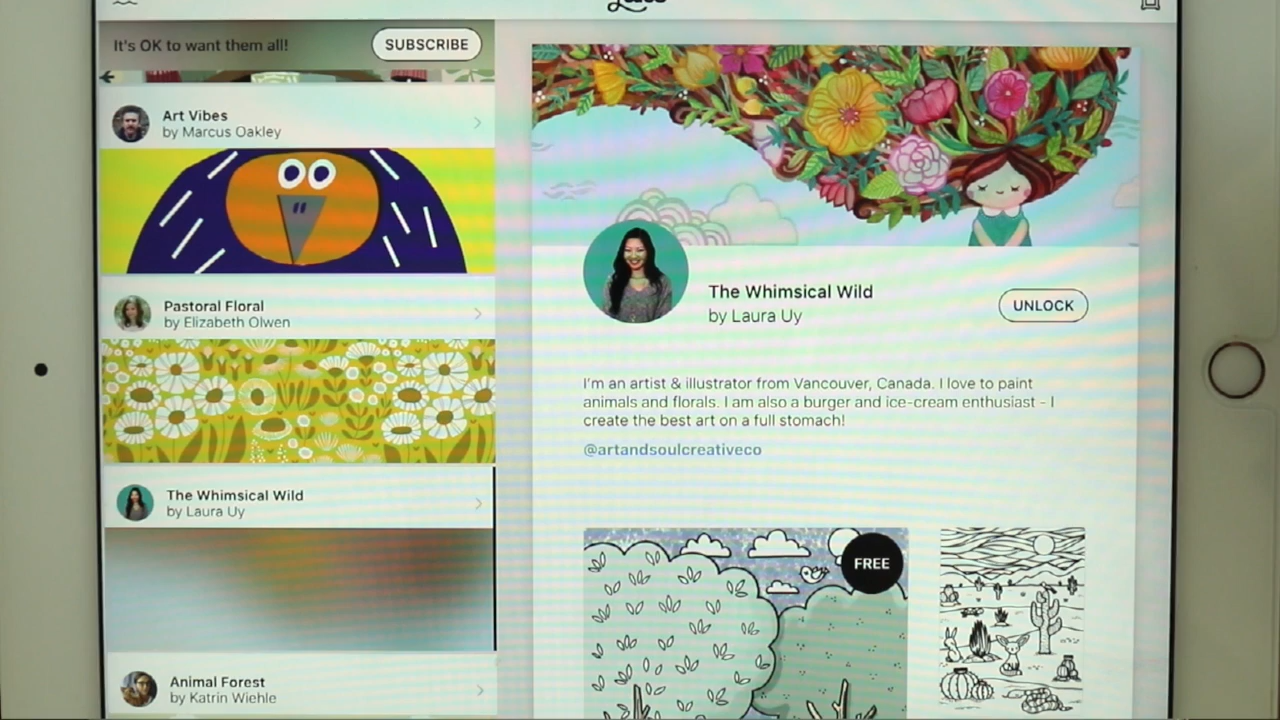 It's OK to want them all!
SUBSCRIBE
Art Vibes
by Marcus Oakley
Pastoral Floral
by Elizabeth Olwen
The Whimsical Wild
by Laura Uy
Animal Forest
by Katrin Wiehle
The Whimsical Wild
by Laura Uy
UNLOCK
I'm an artist & illustrator from Vancouver, Canada. I love to paint
animals and florals. I am also a burger and ice-cream enthusiast - I
create the best art on a full stomach!
@artandsoulcreativeco
FREE